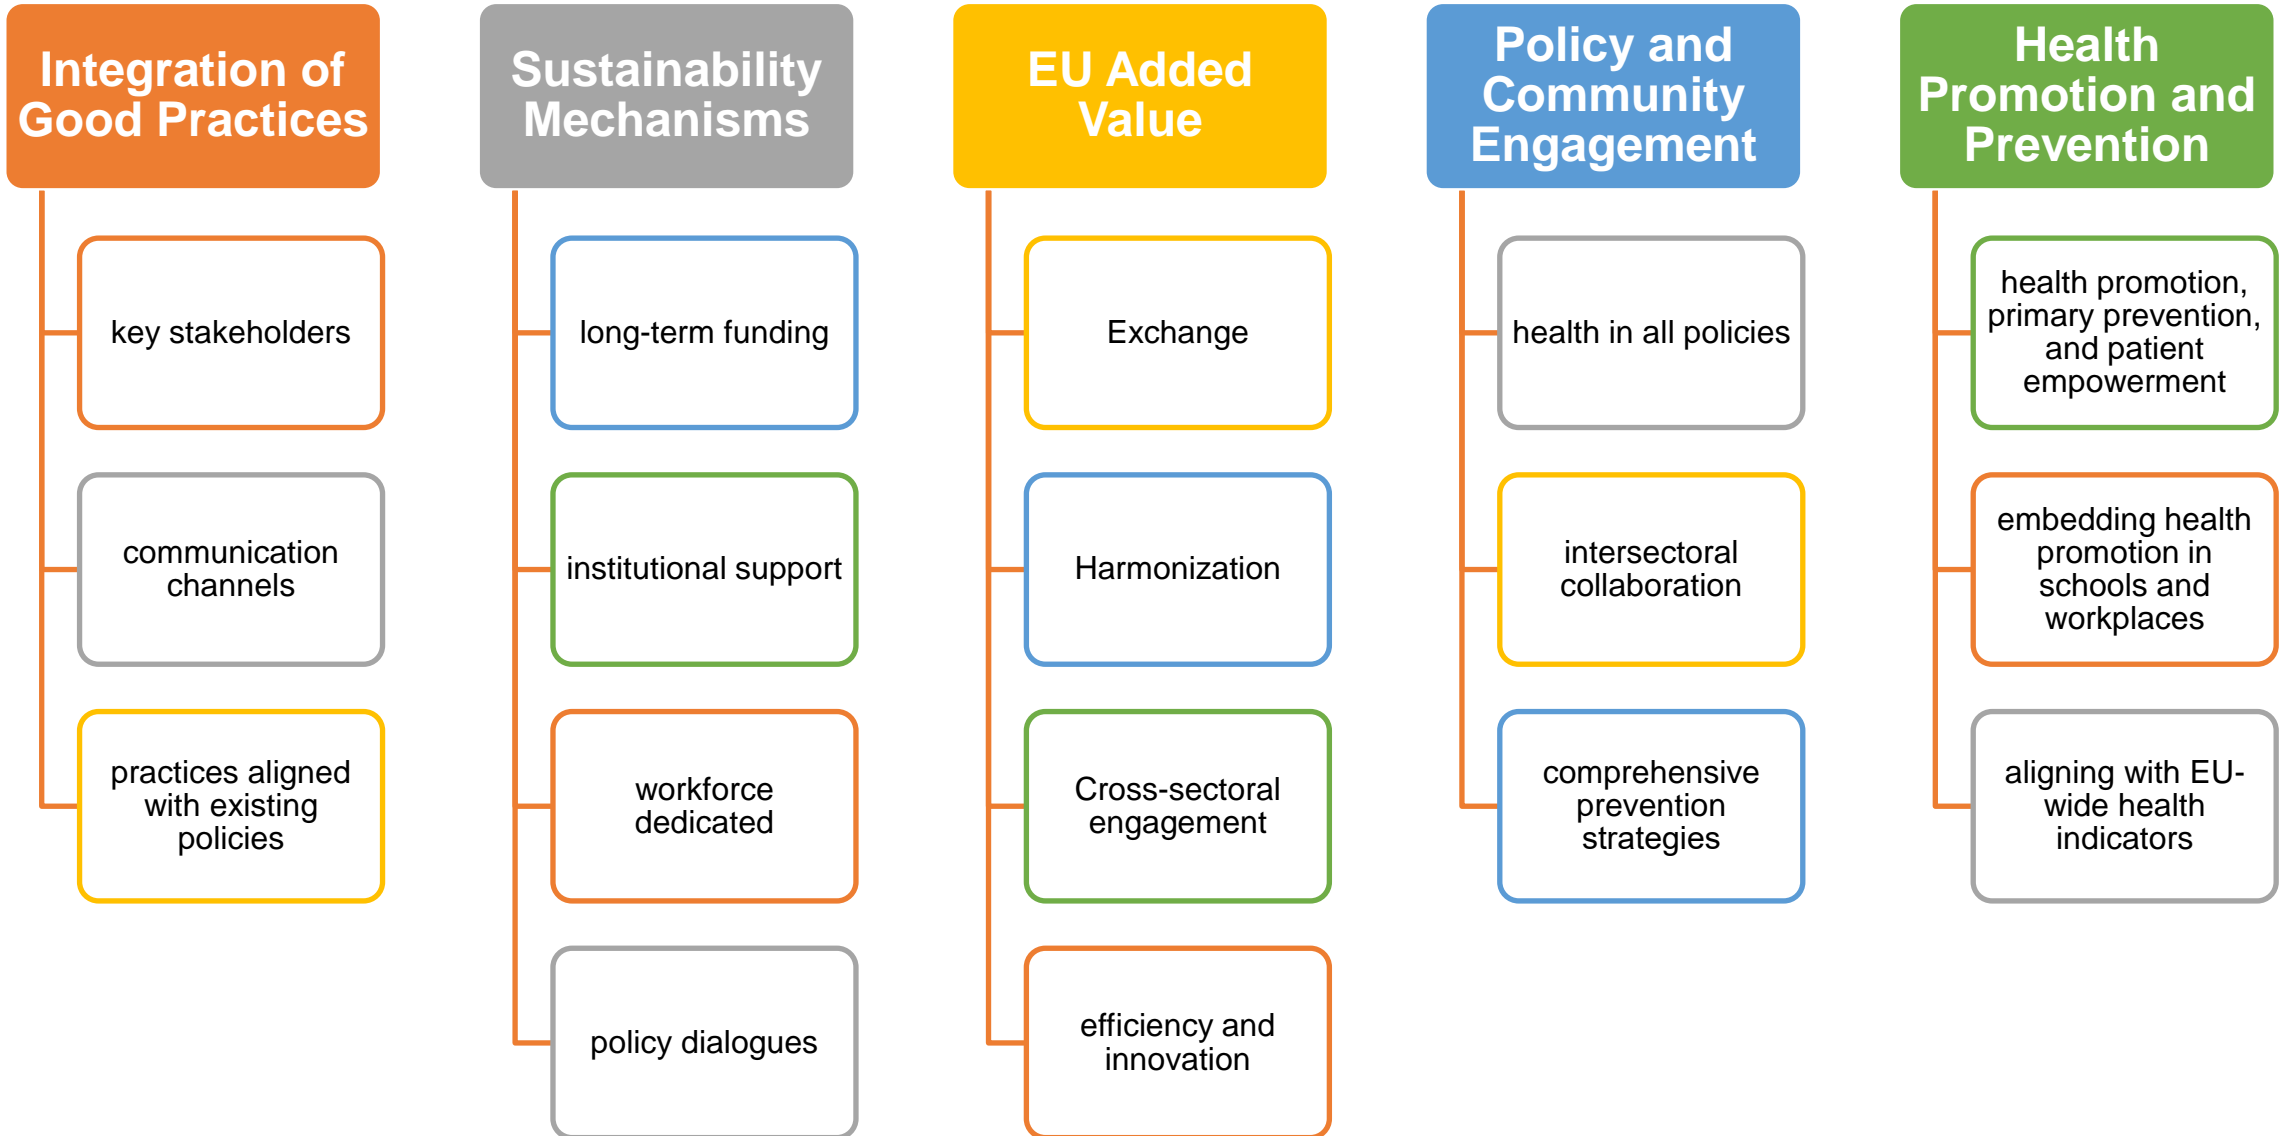 Integration of
Good Practices
key stakeholders
communication
channels
practices aligned
with existing
policies
Sustainability
Mechanisms
long-term funding
institutional support
workforce
dedicated
policy dialogues
EU Added
Value
Exchange
Harmonization
Cross-sectoral
engagement
efficiency and
innovation
Policy and
Community
Engagement
health in all policies
intersectoral
collaboration
comprehensive
prevention
strategies
Health
Promotion and
Prevention
health promotion,
primary prevention,
and patient
empowerment
embedding health
promotion in
schools and
workplaces
aligning with EU-
wide health
indicators